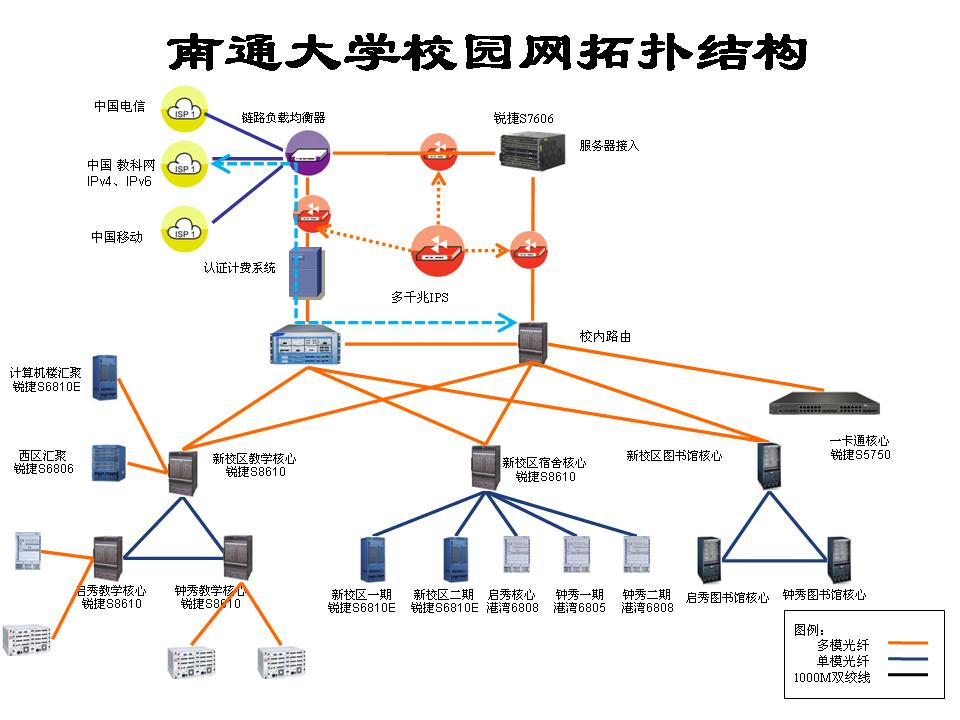 南通大学校园网拓扑结构
中国电信
ISP 1
链路负载均衡器
锐捷S7606
服务器接入
中国 教科网
IPv4、IPv6
ISP 1
中国移动
ISP 1
认证计费系统
多千兆IPS
校内路由
计算机楼汇聚
锐捷S6810E
西区汇聚
锐捷S6806
新校区教学核心
锐捷S8610
新校区宿舍核心
锐捷S8610
新校区图书馆核心
一卡通核心
锐捷S5750
启秀教学核心
锐捷S8610
钟秀教学核心
锐捷S8610
新校区一期
锐捷S6810E
新校区二期
锐捷S6810E
启秀核心
港湾6808
钟秀一期
港湾6805
钟秀二期
港湾6808
启秀图书馆核心
钟秀图书馆核心
图例：
多模光纤
单模光纤
1000M双绞线